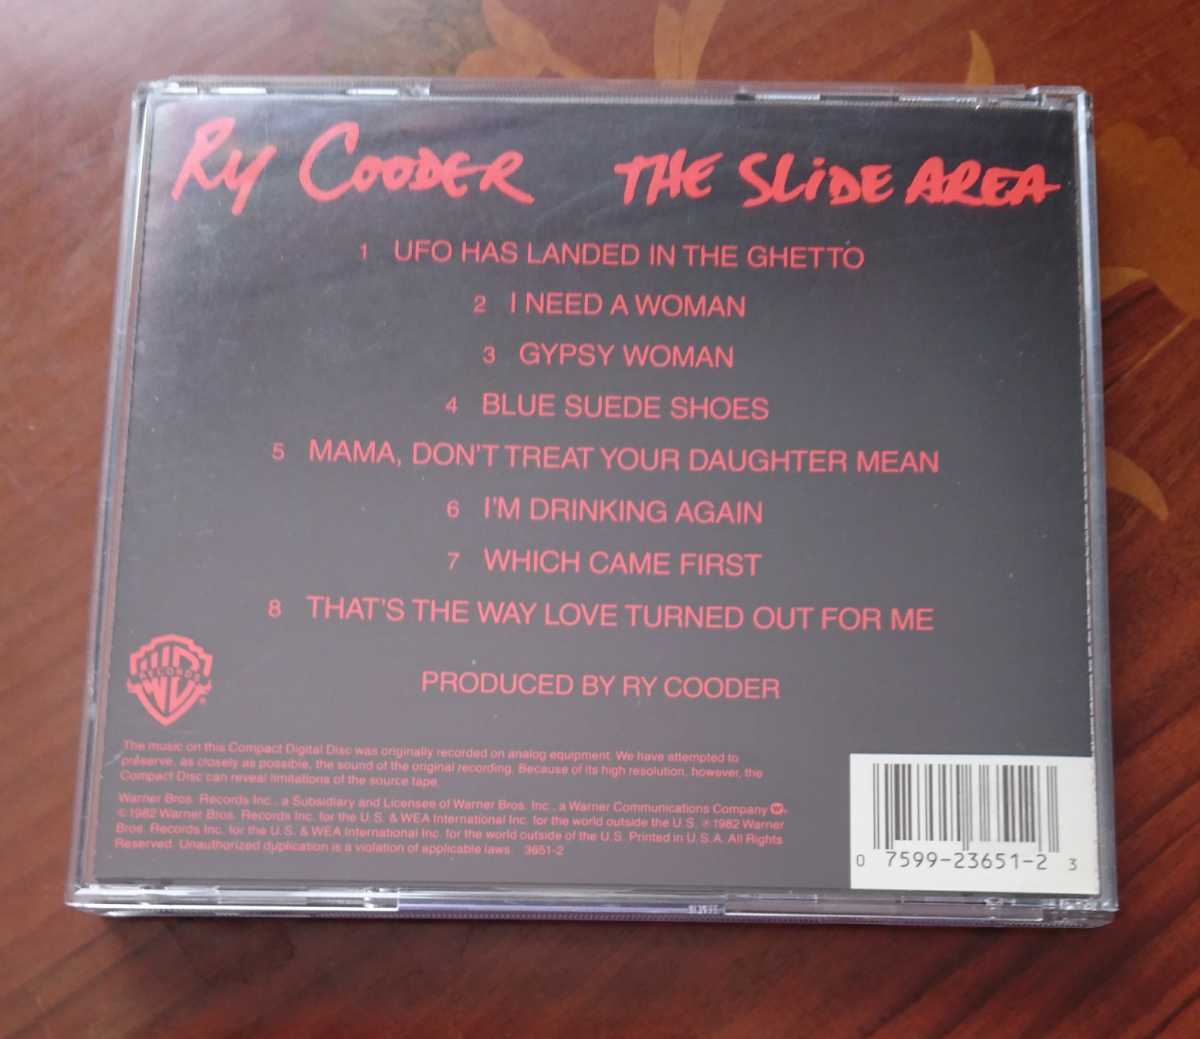 RY COODER THE SLiDE AREA
1 UFO HAS LANDED IN THE GHETTO
2 I NEED A WOMAN
3 GYPSY WOMAN
4 BLUE SUEDE SHOES
5 MAMA, DON'T TREAT YOUR DAUGHTER MEAN
6 I'M DRINKING AGAIN
7 WHICH CAME FIRST
8 THAT'S THE WAY LOVE TURNED OUT FOR ME
RECORDS
PRODUCED BY RY COODER
The music on this Compact Digital Disc was originally recorded on analog equipment. We have attempted to
preserve, as closely as possible, the sound of the original recording. Because of its high resolution, however, the
Compact Disc can reveal limitations of the source tape.
Warner Bros. Records Inc., a Subsidiary and Licensee of Warner Bros. Inc., a Warner Communications Company
©1982 Warner Bros. Records Inc. for the U.S. & WEA International Inc. for the world outside the U.S. ℗1982 Warner
Bros. Records Inc. for the U.S. & WEA International Inc. for the world outside of the U.S. Printed in U.S.A. All Rights
Reserved. Unauthorized duplication is a violation of applicable laws. 3651-2
0 7599-23651-2 3